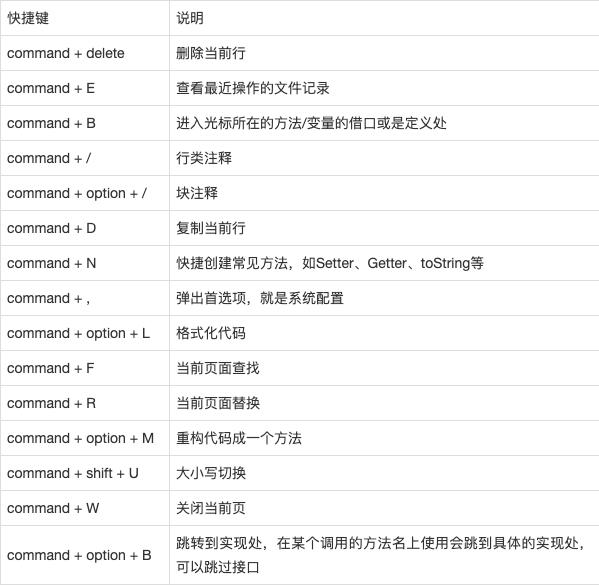 快捷键 说明
command + delete 删除当前行
command + E 查看最近操作的文件记录
command + B 进入光标所在的方法/变量的借口或是定义处
command + / 行类注释
command + option + / 块注释
command + D 复制当前行
command + N 快捷创建常见方法，如Setter、Getter、toString等
command + , 弹出首选项，就是系统配置
command + option + L 格式化代码
command + F 当前页面查找
command + R 当前页面替换
command + option + M 重构代码成一个方法
command + shift + U 大小写切换
command + W 关闭当前页
command + option + B 跳转到实现处，在某个调用的方法名上使用会跳到具体的实现处，
可以跳过接口